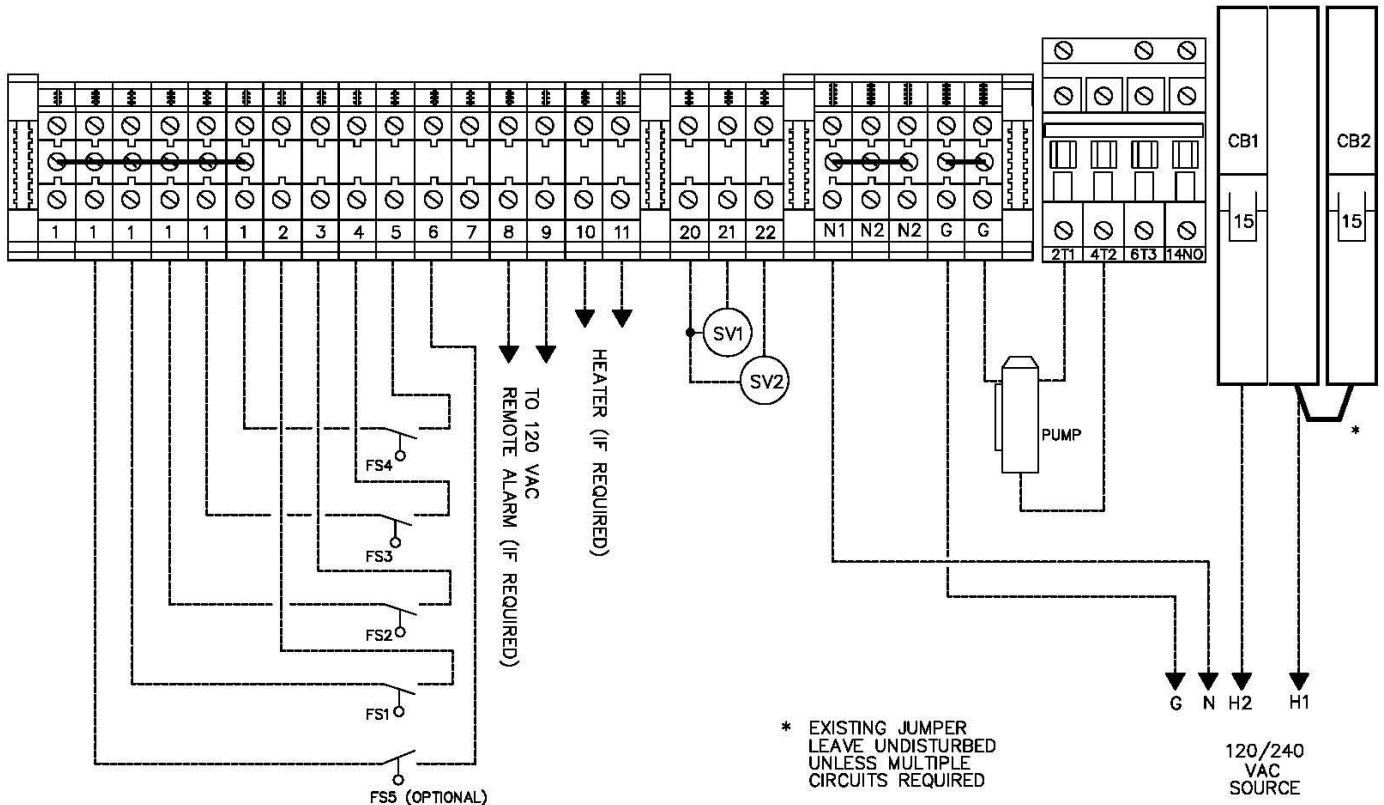 CB1
CB2
15
15
1 1 1 1 1 1 2 3 4 5 6 7 8 9 10 11 20 21 22 N1 N2 N2 G G
2T1 4T2 6T3 14NO
SV1
SV2
PUMP
*
FS4
FS3
FS2
FS1
FS5 (OPTIONAL)
TO 120 VAC
REMOTE ALARM (IF REQUIRED)
HEATER (IF REQUIRED)
G N H2 H1
120/240
VAC
SOURCE
* EXISTING JUMPER
LEAVE UNDISTURBED
UNLESS MULTIPLE
CIRCUITS REQUIRED